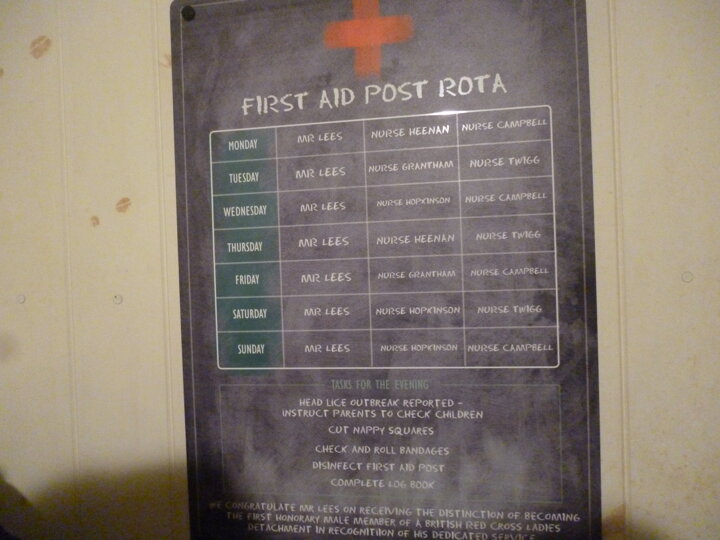 FIRST AID POST ROTA
MONDAY MR LEES NURSE HEENAN NURSE CAMPBELL
TUESDAY MR LEES NURSE GRANTHAM NURSE TWIGG
WEDNESDAY MR LEES NURSE HOPKINSON NURSE CAMPBELL
THURSDAY MR LEES NURSE HEENAN NURSE TWIGG
FRIDAY MR LEES NURSE GRANTHAM NURSE CAMPBELL
SATURDAY MR LEES NURSE HOPKINSON NURSE TWIGG
SUNDAY MR LEES NURSE HOPKINSON NURSE CAMPBELL
TASKS FOR THE EVENING
HEAD LICE OUTBREAK REPORTED -
INSTRUCT PARENTS TO CHECK CHILDREN
CUT NAPPY SQUARES
CHECK AND ROLL BANDAGES
DISINFECT FIRST AID POST
COMPLETE LOG BOOK
WE CONGRATULATE MR LEES ON RECEIVING THE DISTINCTION OF BECOMING
THE FIRST HONORARY MALE MEMBER OF A BRITISH RED CROSS LADIES
DETACHMENT IN RECOGNITION OF HIS DEDICATED SERVICE